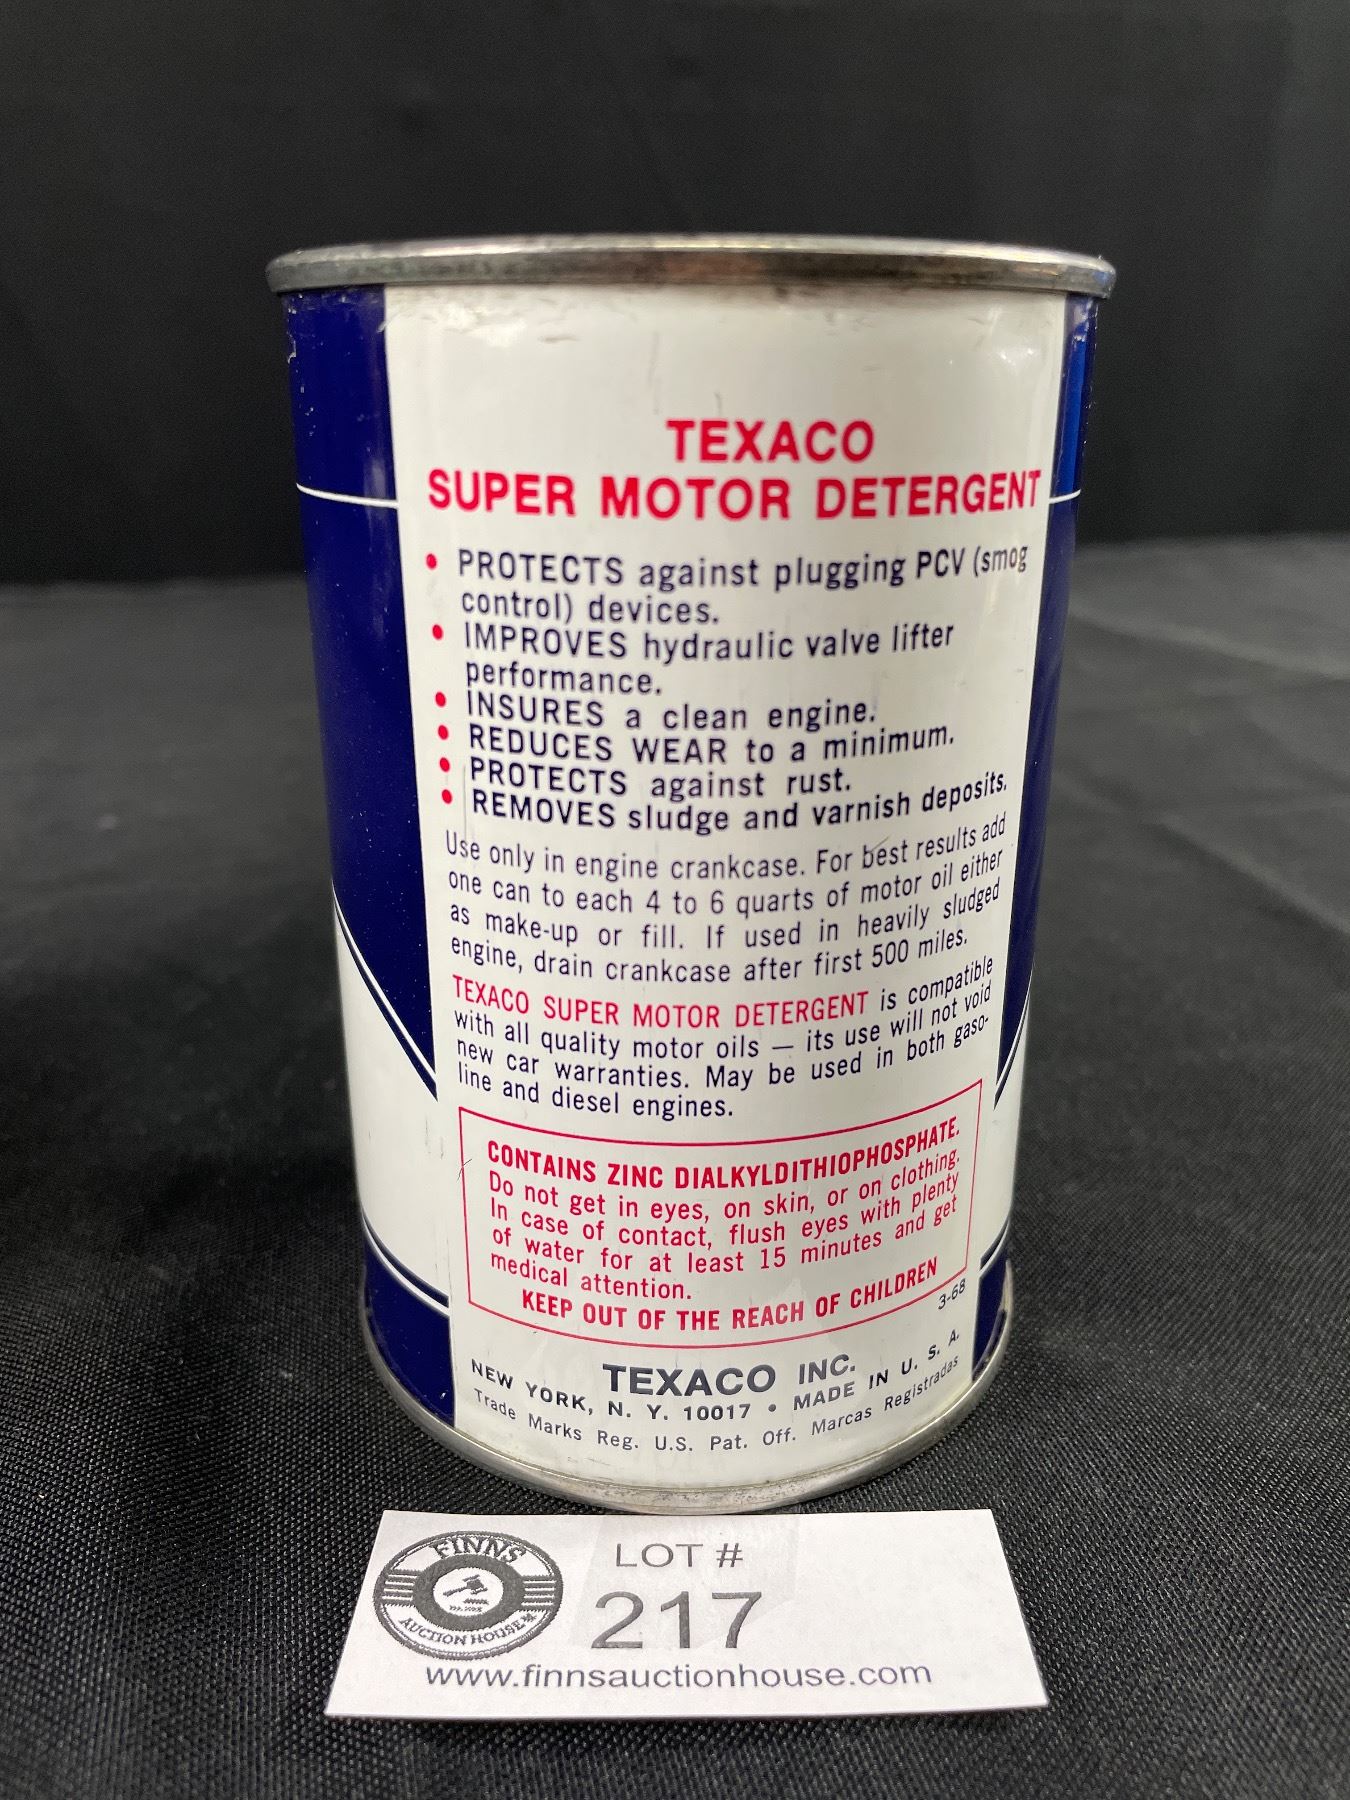 TEXACO
SUPER MOTOR DETERGENT
• PROTECTS against plugging PCV (smog
control) devices.
• IMPROVES hydraulic valve lifter
performance.
• INSURES a clean engine.
• REDUCES WEAR to a minimum.
• PROTECTS against rust.
• REMOVES sludge and varnish deposits.
Use only in engine crankcase. For best results add
one can to each 4 to 6 quarts of motor oil either
as make-up or fill. If used in heavily sludged
engine, drain crankcase after first 500 miles.
TEXACO SUPER MOTOR DETERGENT is compatible
with all quality motor oils — its use will not void
new car warranties. May be used in both gaso-
line and diesel engines.
CONTAINS ZINC DIALKYLDITHIOPHOSPHATE.
Do not get in eyes, on skin, or on clothing.
In case of contact, flush eyes with plenty
of water for at least 15 minutes and get
medical attention.
KEEP OUT OF THE REACH OF CHILDREN
3-68
TEXACO INC.
NEW YORK, N. Y. 10017 • MADE IN U. S. A.
Trade Marks Reg. U.S. Pat. Off. Marcas Registradas
FINNS
AUCTION HOUSE
LOT #
217
www.finnsauctionhouse.com